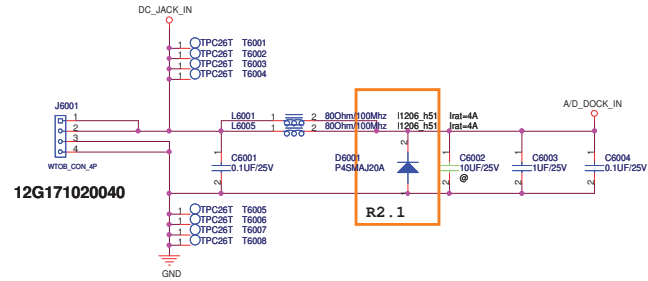 DC_JACK_IN
1 TPC26T T6001
1 TPC26T T6002
1 TPC26T T6003
1 TPC26T T6004
J6001
1
2
3
4
WTOB_CON_4P
12G171020040
L6001
1 2 80Ohm/100Mhz l1206_h51 Irat=4A
L6005
1 2 80Ohm/100Mhz l1206_h51 Irat=4A
A/D_DOCK_IN
1
C6001
0.1UF/25V
2
2
D6001
P4SMAJ20A
1
1
C6002
10UF/25V
@
2
1
C6003
1UF/25V
2
1
C6004
0.1UF/25V
2
R2.1
1 TPC26T T6005
1 TPC26T T6006
1 TPC26T T6007
1 TPC26T T6008
GND